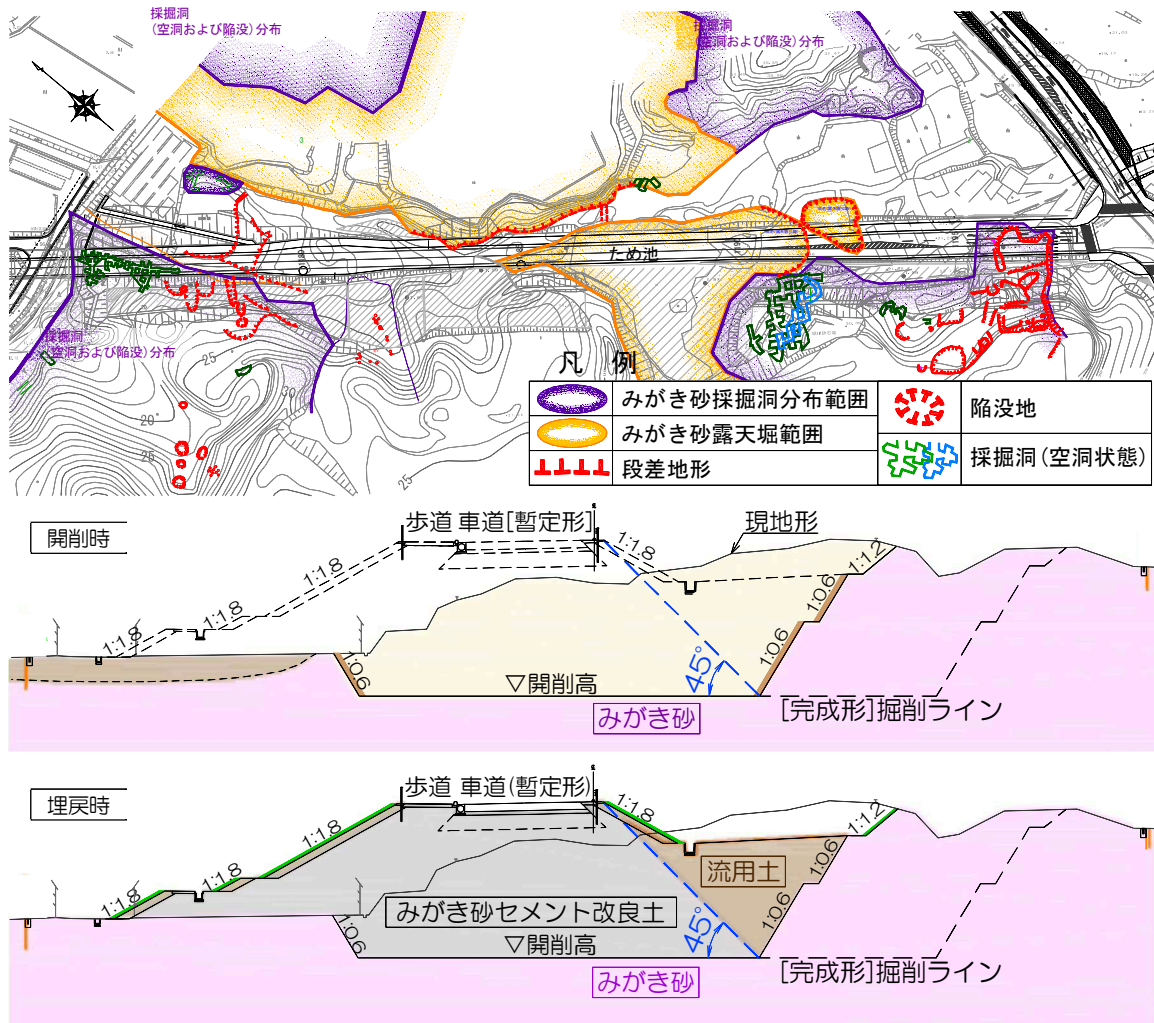 採掘洞
(空洞および陥没)分布
採掘洞
(空洞および陥没)分布
3
ため池
採掘洞
(空洞および陥没)分布
25
20
25
30
25
凡 例
みがき砂採掘洞分布範囲
陥没地
みがき砂露天堀範囲
段差地形
採掘洞(空洞状態)
開削時
歩道 車道[暫定形]
現地形
1:1.8
1:1.8
1:1.8
1:1.2
1:0.6
1:0.6
1:0.6
45°
▽開削高
みがき砂
[完成形]掘削ライン
埋戻時
歩道 車道(暫定形)
1:1.8
1:1.8
1:1.8
1:1.8
1:1.2
1:0.6
1:0.6
1:0.6
流用土
みがき砂セメント改良土
45°
▽開削高
みがき砂
[完成形]掘削ライン